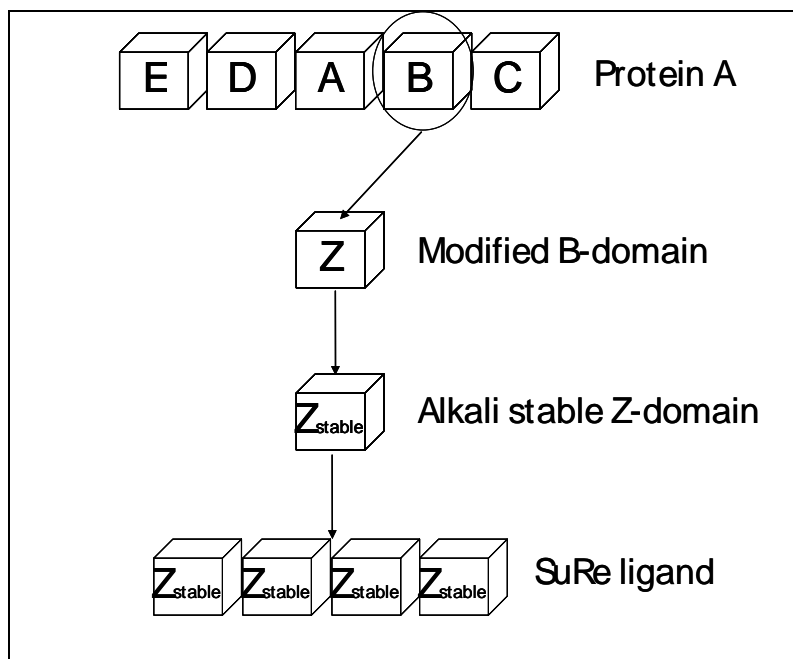 E D A B C Protein A
Z Modified B-domain
Zstable Alkali stable Z-domain
Zstable Zstable Zstable Zstable SuRe ligand